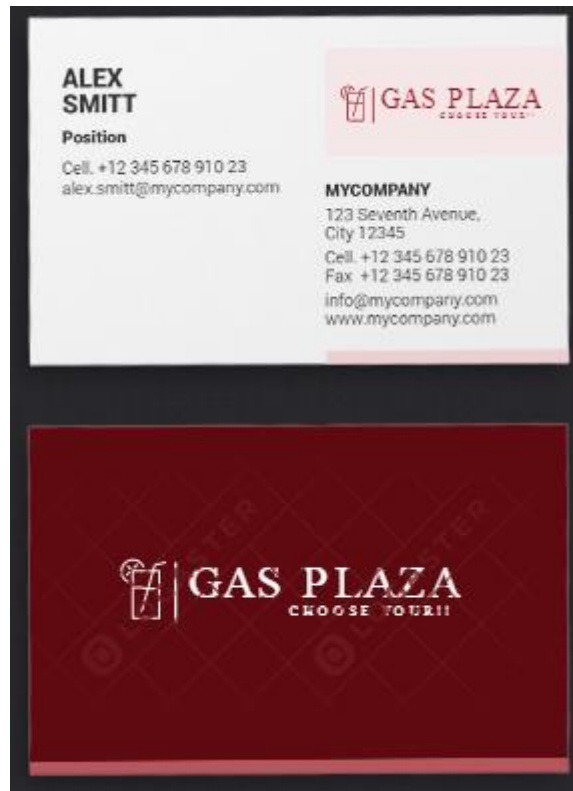 ALEX
SMITT
Position
Cell. +12 345 678 910 23
alex.smitt@mycompany.com
GAS PLAZA
CHOOSE YOUR!!
MYCOMPANY
123 Seventh Avenue,
City 12345
Cell. +12 345 678 910 23
Fax +12 345 678 910 23
info@mycompany.com
www.mycompany.com
GAS PLAZA
CHOOSE YOUR!!